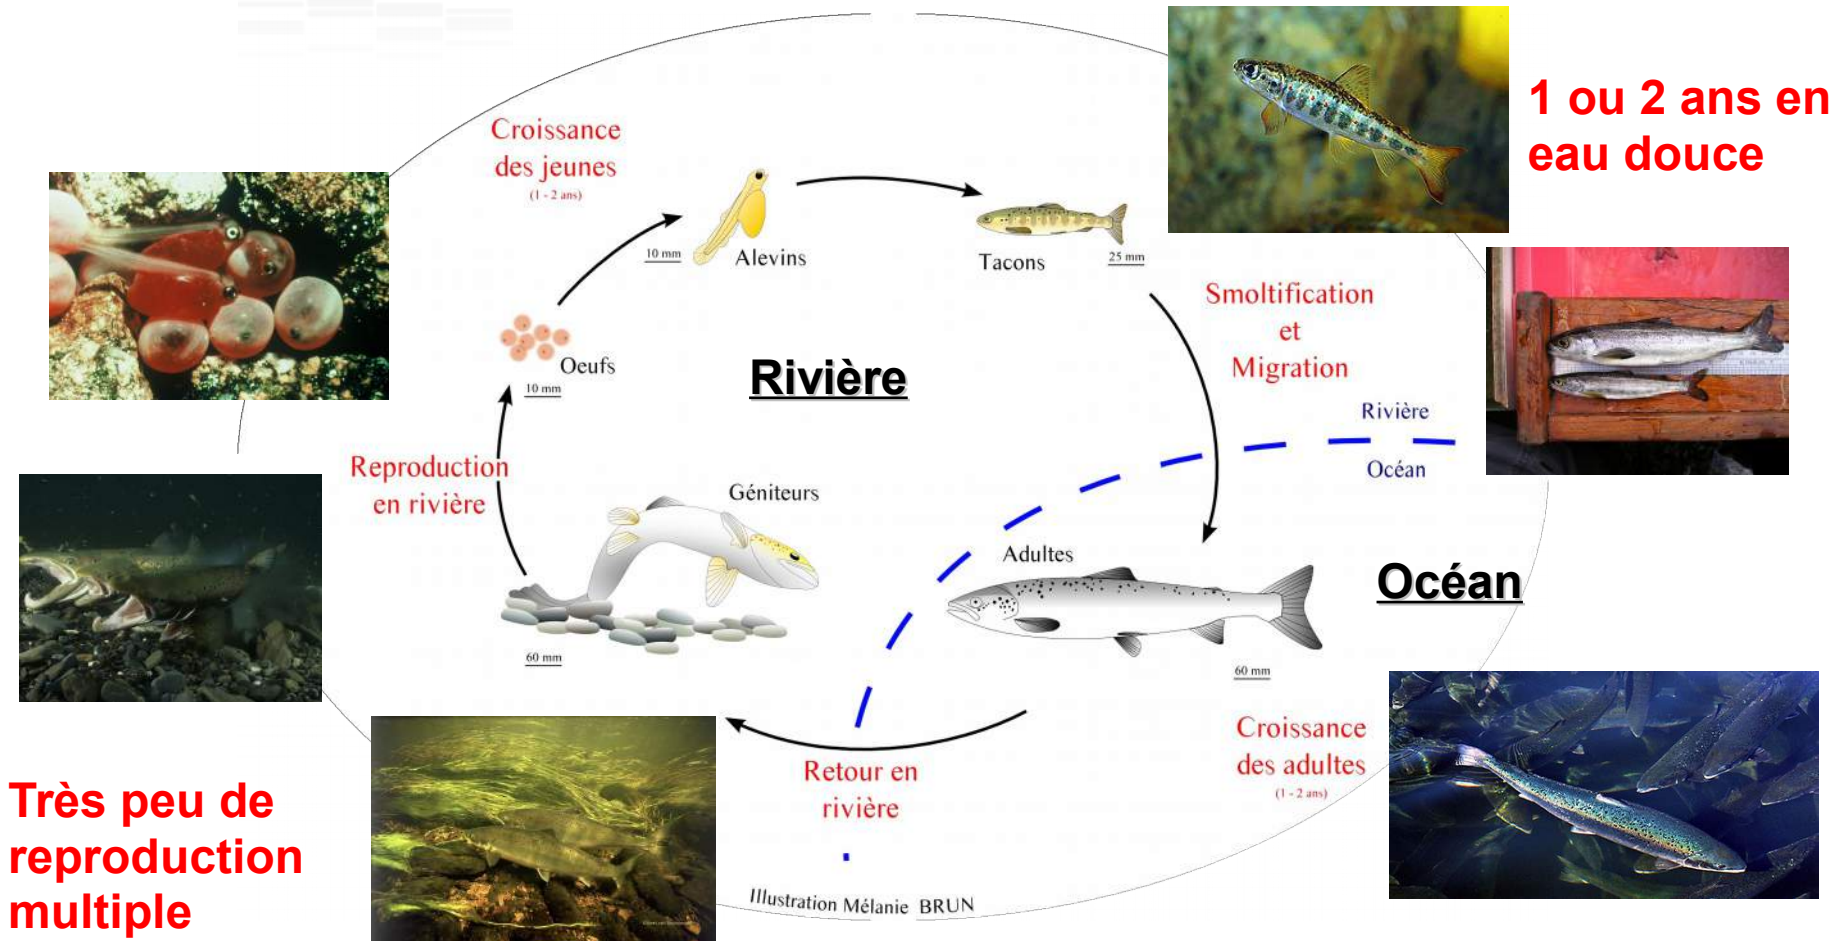 1 ou 2 ans en
eau douce
Croissance
des jeunes
(1 - 2 ans)
10 mm
Alevins
Tacons
25 mm
Smoltification
et
Migration
Oeufs
10 mm
Rivière
Rivière
Océan
Reproduction
en rivière
Géniteurs
Adultes
Océan
60 mm
60 mm
Croissance
des adultes
(1 - 2 ans)
Retour en
rivière
Très peu de
reproduction
multiple
Illustration Mélanie BRUN